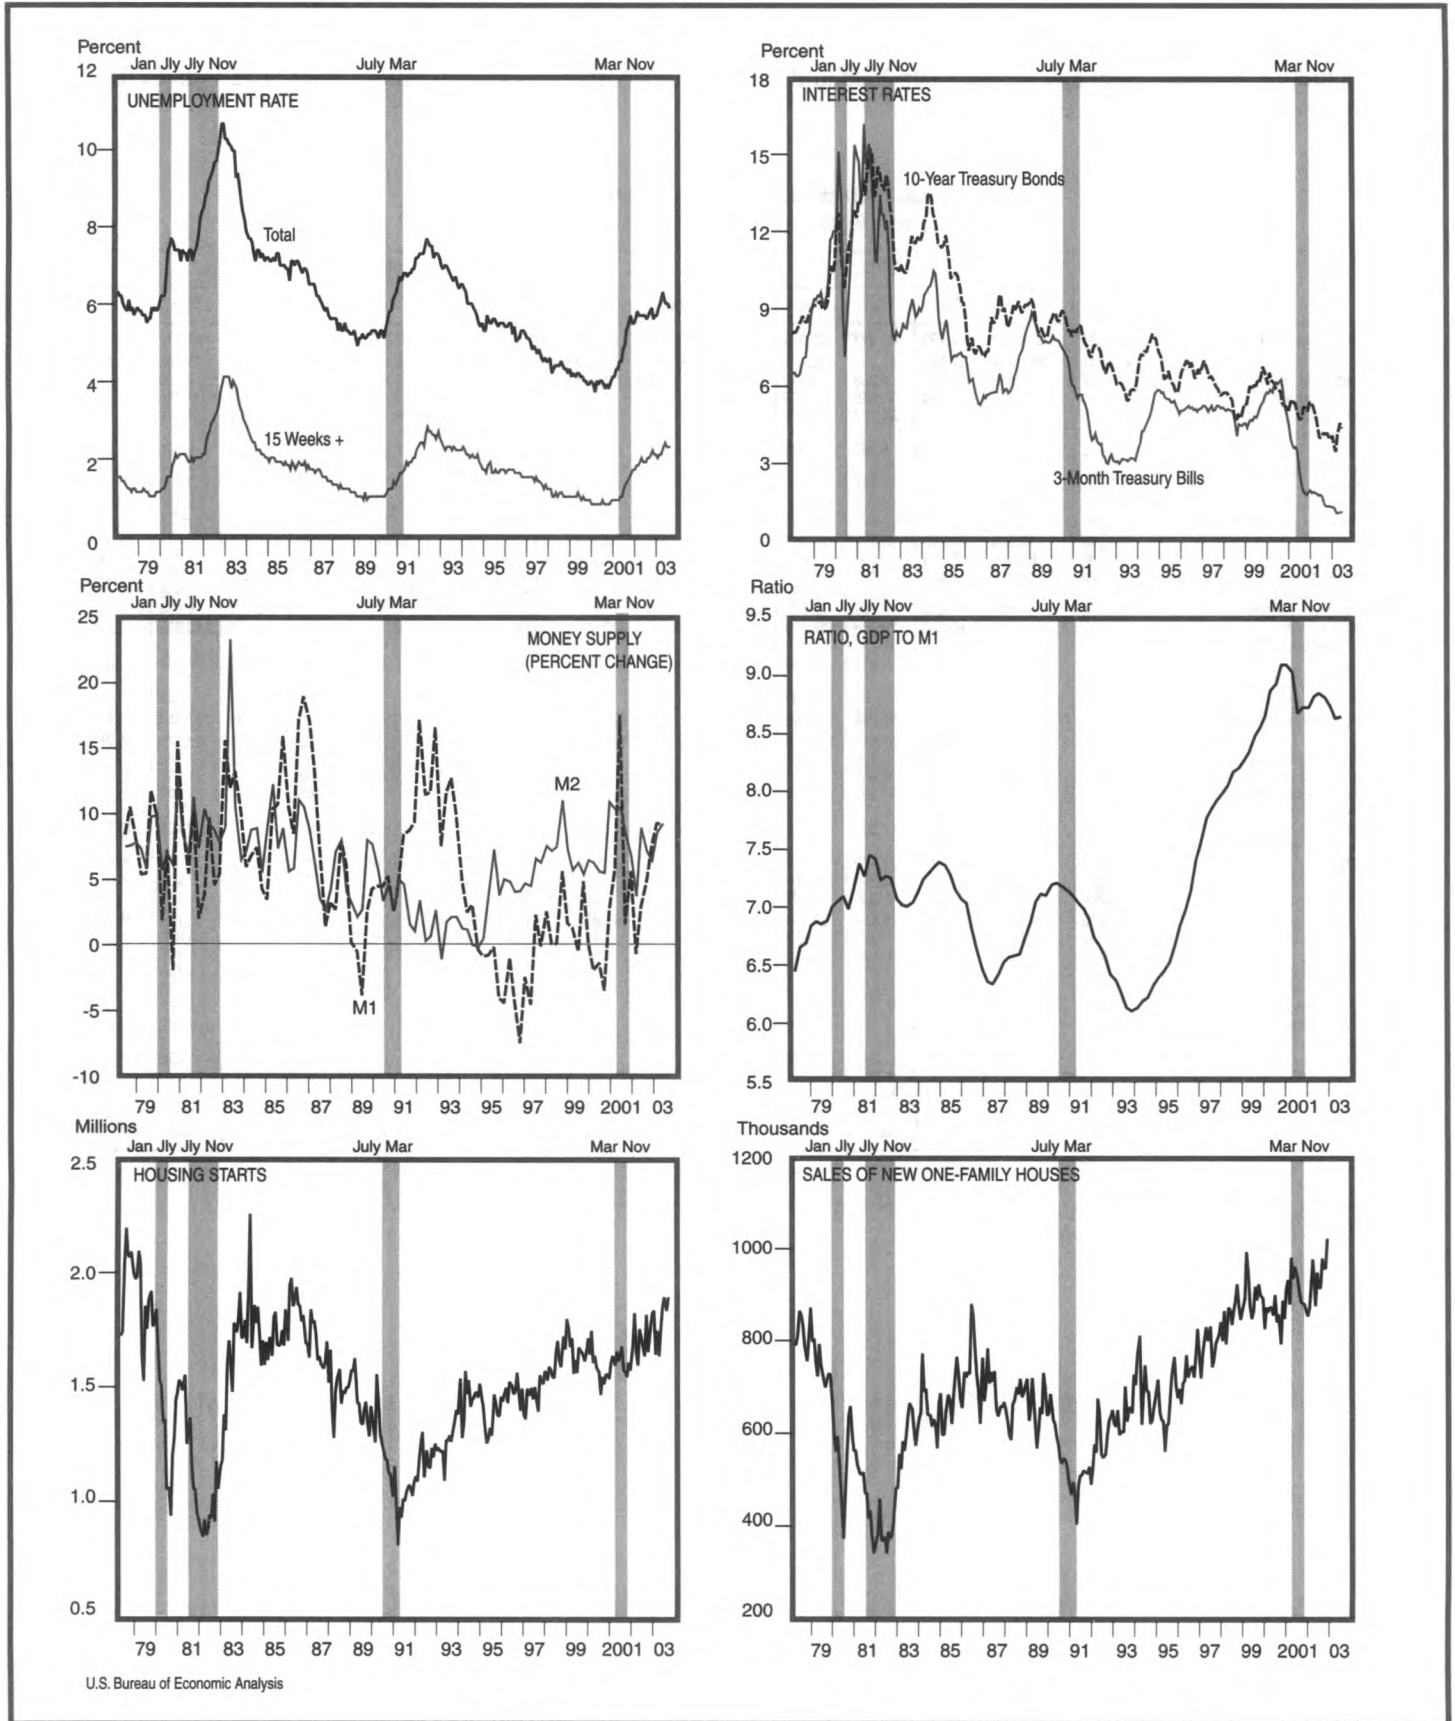 Percent
Jan Jly Jly Nov July Mar Mar Nov
12
UNEMPLOYMENT RATE
10
8
Total
6
4
15 Weeks +
2
0
79 81 83 85 87 89 91 93 95 97 99 2001 03
Percent
Jan Jly Jly Nov July Mar Mar Nov
18
INTEREST RATES
15
10-Year Treasury Bonds
12
9
6
3
3-Month Treasury Bills
0
79 81 83 85 87 89 91 93 95 97 99 2001 03
Percent
Jan Jly Jly Nov July Mar Mar Nov
25
MONEY SUPPLY
(PERCENT CHANGE)
20
15
M2
10
5
0
M1
-5
-10
79 81 83 85 87 89 91 93 95 97 99 2001 03
Ratio
Jan Jly Jly Nov July Mar Mar Nov
9.5
RATIO, GDP TO M1
9.0
8.5
8.0
7.5
7.0
6.5
6.0
5.5
79 81 83 85 87 89 91 93 95 97 99 2001 03
Millions
Jan Jly Jly Nov July Mar Mar Nov
2.5
HOUSING STARTS
2.0
1.5
1.0
0.5
79 81 83 85 87 89 91 93 95 97 99 2001 03
Thousands
Jan Jly Jly Nov July Mar Mar Nov
1200
SALES OF NEW ONE-FAMILY HOUSES
1000
800
600
400
200
79 81 83 85 87 89 91 93 95 97 99 2001 03
U.S. Bureau of Economic Analysis